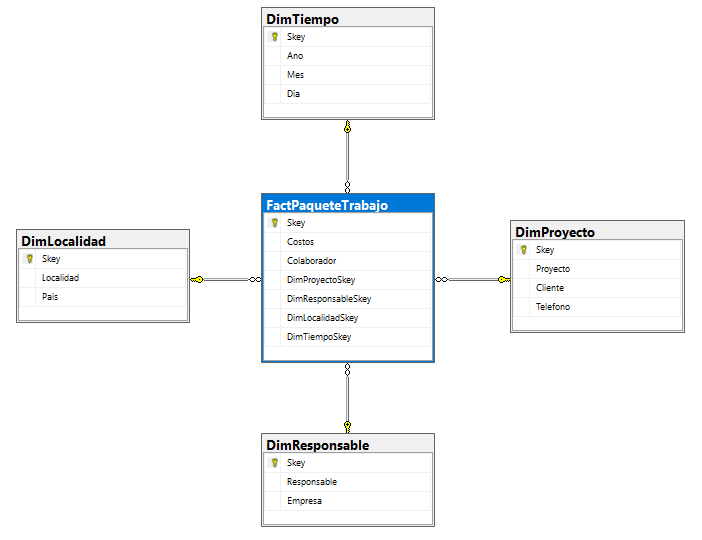 DimTiempo
Skey
Ano
Mes
Dia
FactPaqueteTrabajo
Skey
Costos
Colaborador
DimProyectoSkey
DimResponsableSkey
DimLocalidadSkey
DimTiempoSkey
DimLocalidad
Skey
Localidad
Pais
DimProyecto
Skey
Proyecto
Cliente
Telefono
DimResponsable
Skey
Responsable
Empresa